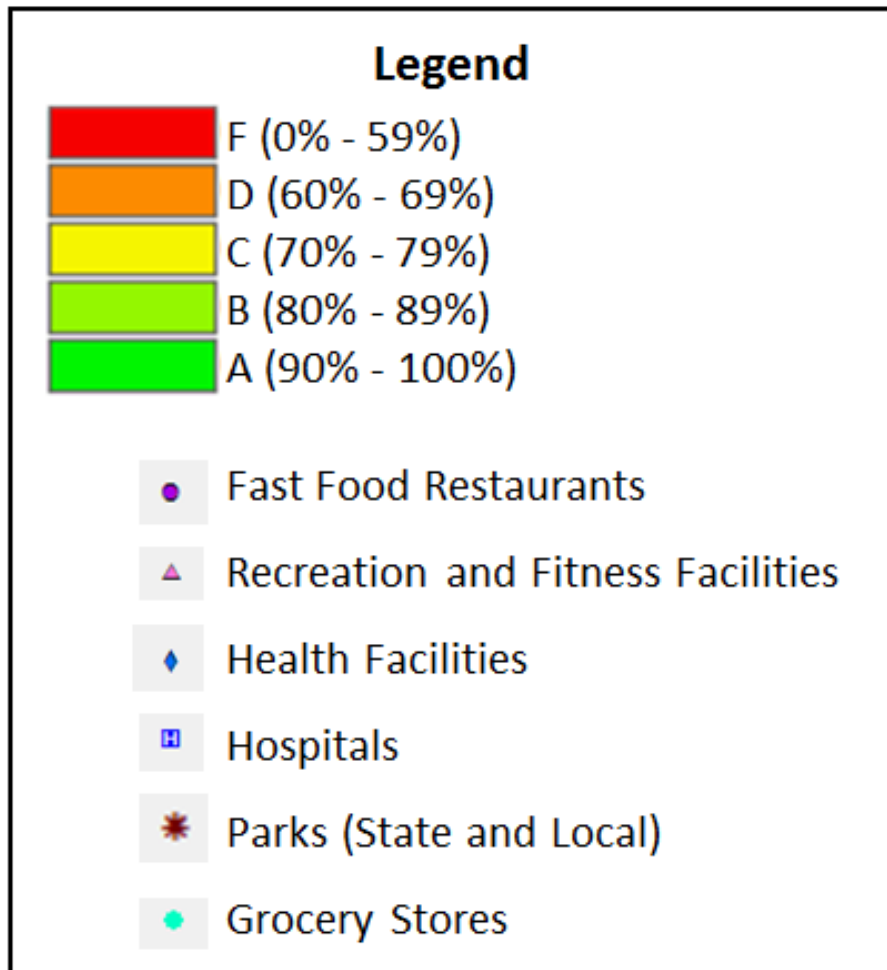 Legend
F (0% - 59%)
D (60% - 69%)
C (70% - 79%)
B (80% - 89%)
A (90% - 100%)
Fast Food Restaurants
Recreation and Fitness Facilities
Health Facilities
H Hospitals
Parks (State and Local)
Grocery Stores